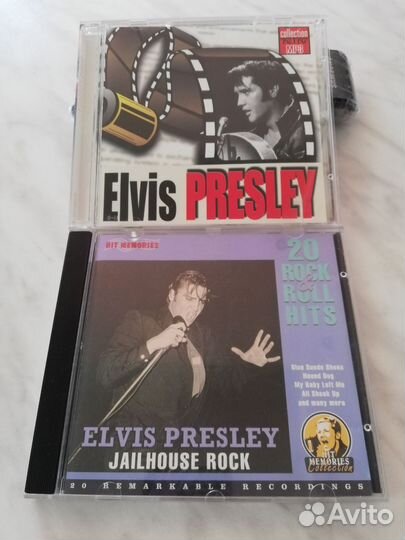 collection
MP3
Elvis PRESLEY
HIT MEMORIES
20
ROCK
&
ROLL
HITS
Blue Suede Shoes
Hound Dog
My Baby Left Me
All Shook Up
and many more
ELVIS PRESLEY
JAILHOUSE ROCK
HIT
MEMORIES
Collection
20 REMARKABLE RECORDINGS
Avito